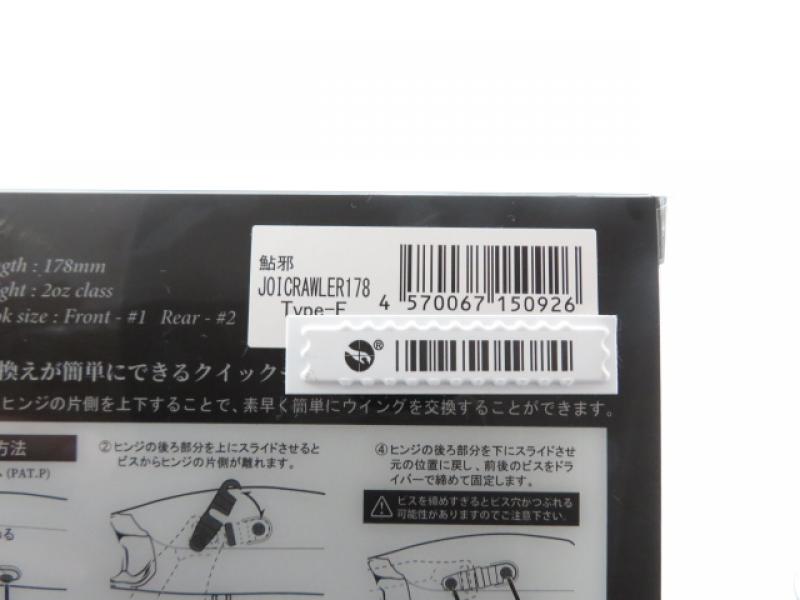 鮎邪
JOICRAWLER178
Type-F
4 570067 150926
ngth : 178mm
ight : 2oz class
ok size : Front - #1 Rear - #2
®
換えが簡単にできるクイック
ヒンジの片側を上下することで、素早く簡単にウイングを交換することができます。
方法
(PAT.P)
②ヒンジの後ろ部分を上にスライドさせると
ビスからヒンジの片側が離れます。
④ヒンジの後ろ部分を下にスライドさせ
元の位置に戻し、前後のビスをドラ
イバーで締めて固定します。
ビスを締めすぎるとビス穴がつぶれる
可能性がありますのでご注意下さい。
める